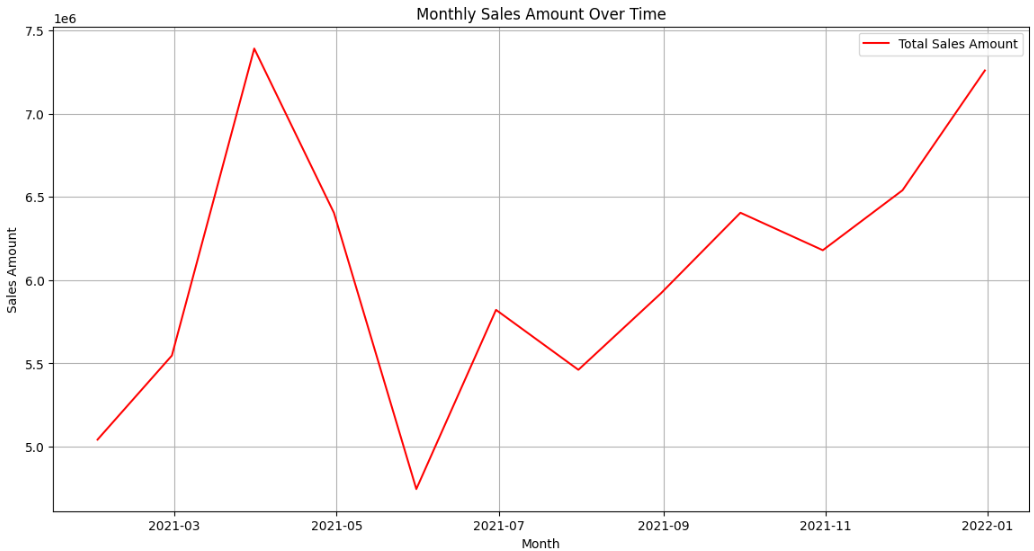 Monthly Sales Amount Over Time
1e6
Total Sales Amount
7.5
7.0
6.5
6.0
5.5
5.0
Sales Amount
2021-03 2021-05 2021-07 2021-09 2021-11 2022-01
Month